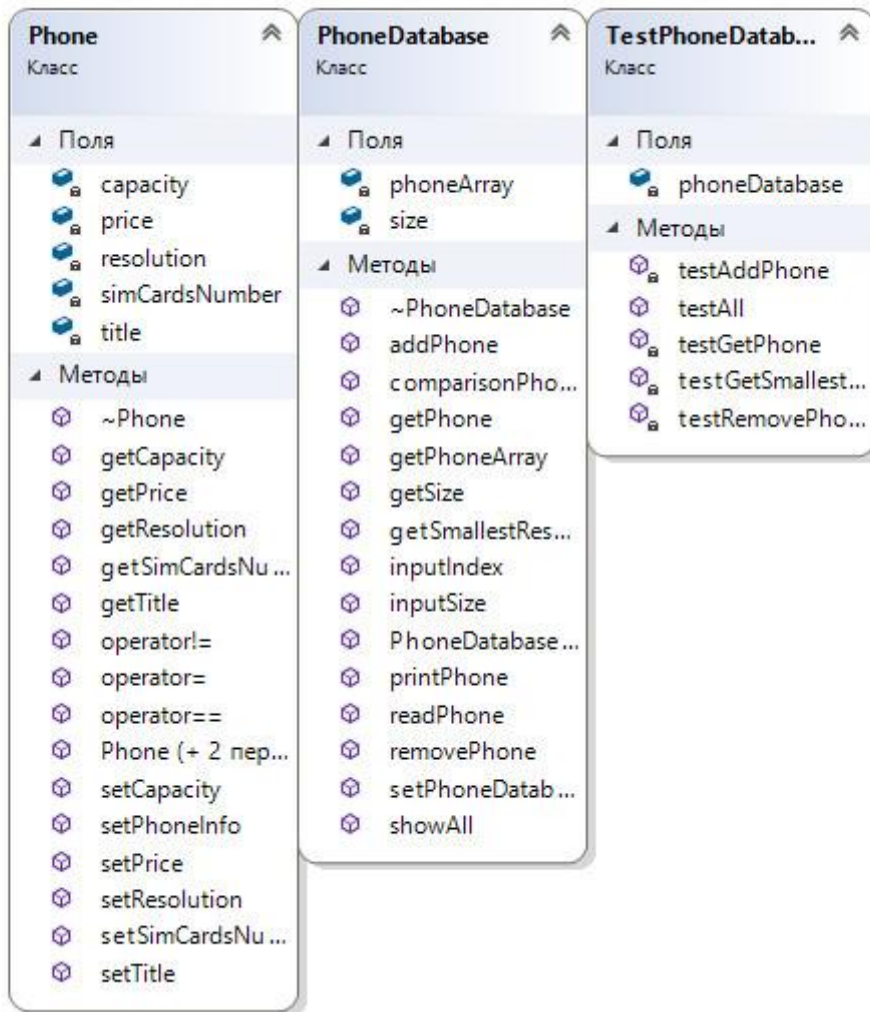 Phone
Класс
Поля
capacity
price
resolution
simCardsNumber
title
Методы
~Phone
getCapacity
getPrice
getResolution
getSimCardsNu...
getTitle
operator!=
operator=
operator==
Phone (+ 2 пер...
setCapacity
setPhoneInfo
setPrice
setResolution
setSimCardsNu...
setTitle
PhoneDatabase
Класс
Поля
phoneArray
size
Методы
~PhoneDatabase
addPhone
comparisonPho...
getPhone
getPhoneArray
getSize
getSmallestRes...
inputIndex
inputSize
PhoneDatabase...
printPhone
readPhone
removePhone
setPhoneDatab...
showAll
TestPhoneDatab...
Класс
Поля
phoneDatabase
Методы
testAddPhone
testAll
testGetPhone
testGetSmallest...
testRemovePho...